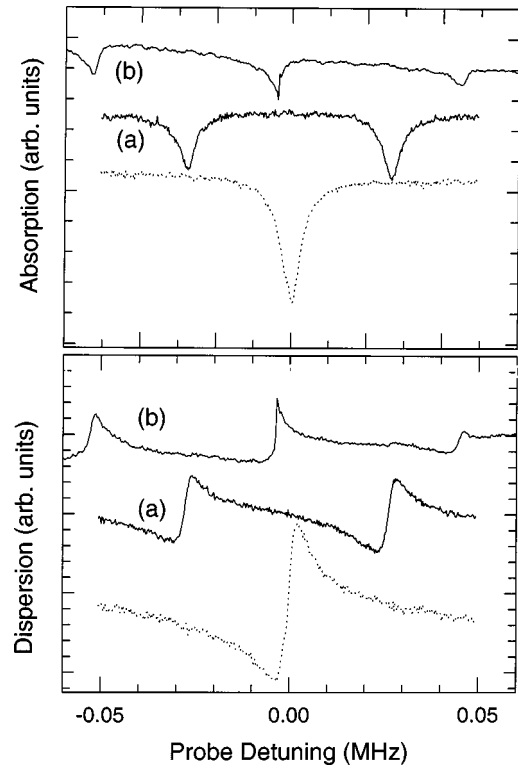 Absorption (arb. units)
(b)
(a)
Dispersion (arb. units)
(b)
(a)
-0.05
0.00
0.05
Probe Detuning (MHz)